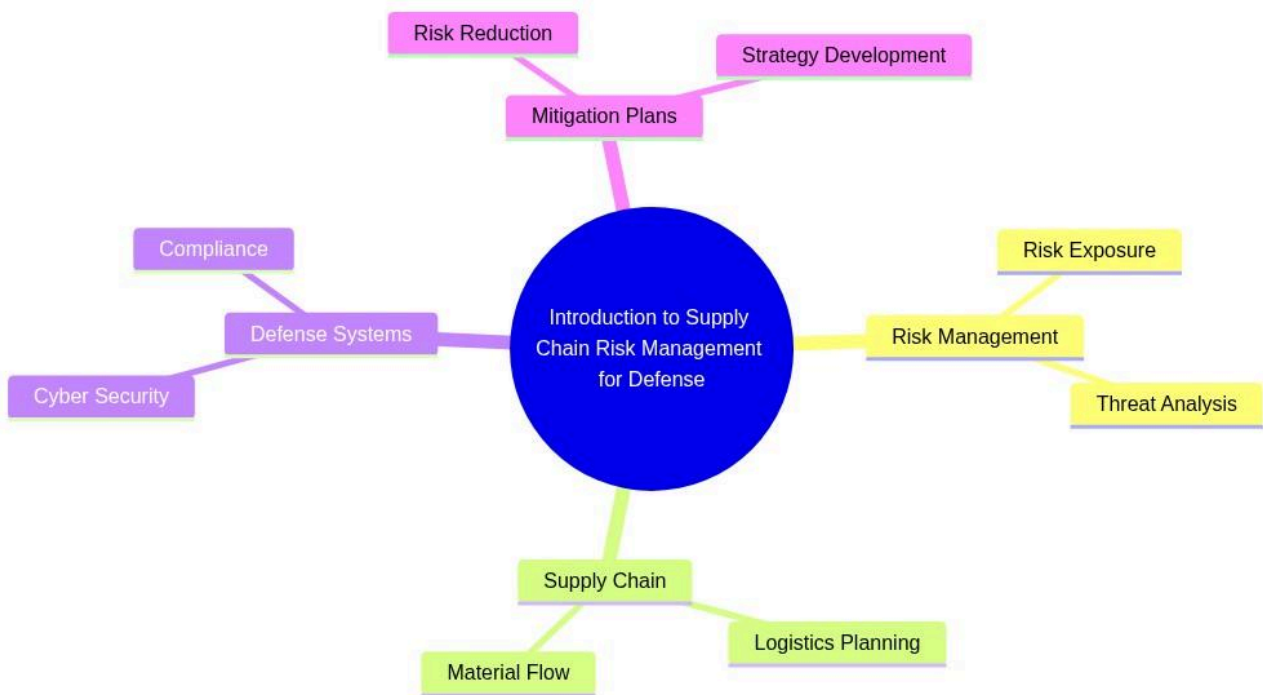 Risk Reduction
Strategy Development
Mitigation Plans
Compliance
Defense Systems
Cyber Security
Introduction to Supply
Chain Risk Management
for Defense
Risk Exposure
Risk Management
Threat Analysis
Supply Chain
Logistics Planning
Material Flow